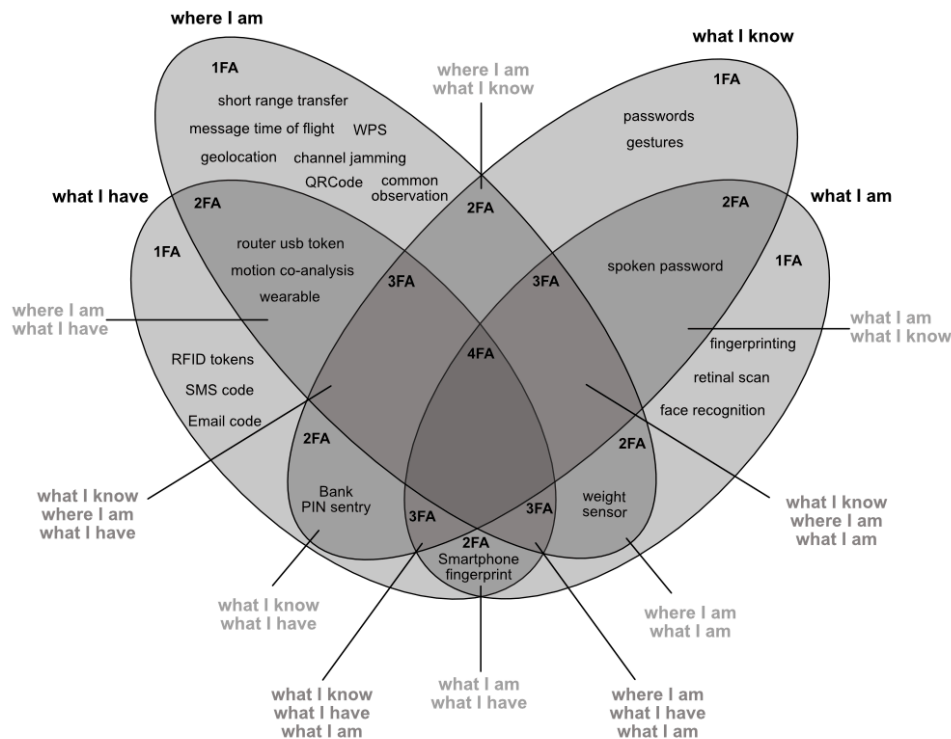 where I am
what I know
1FA
where I am
what I know
1FA
short range transfer
passwords
message time of flight
WPS
gestures
geolocation
channel jamming
QRCode
common
observation
what I have
what I am
2FA
2FA
2FA
1FA
router usb token
1FA
motion co-analysis
3FA
3FA
spoken password
wearable
where I am
what I have
what I am
what I know
fingerprinting
4FA
RFID tokens
retinal scan
SMS code
face recognition
Email code
2FA
2FA
Bank
PIN sentry
weight
sensor
what I know
where I am
what I have
what I know
where I am
what I am
3FA
3FA
2FA
Smartphone
fingerprint
what I know
what I have
where I am
what I am
what I know
what I have
what I am
what I am
what I have
where I am
what I have
what I am